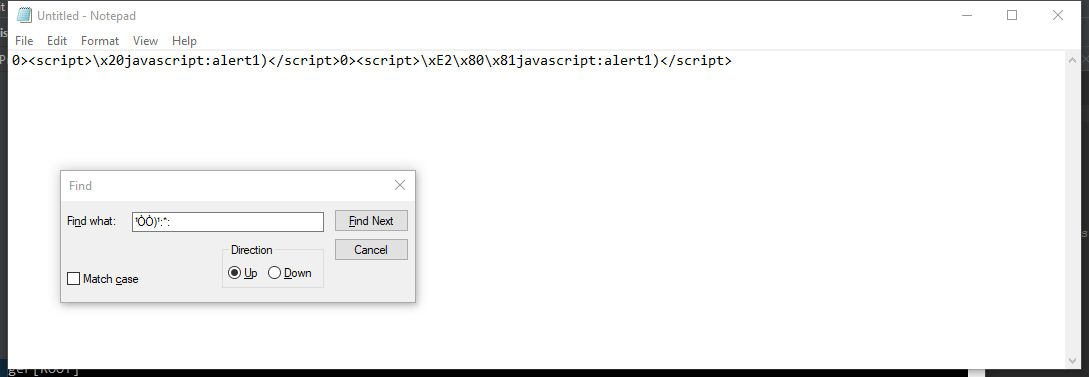 Untitled - Notepad
File Edit Format View Help
0><script>\x20javascript:alert1)</script>0><script>\xE2\x80\x81javascript:alert1)</script>
Find
Find what:
Find Next
Direction
Cancel
Up Down
Match case